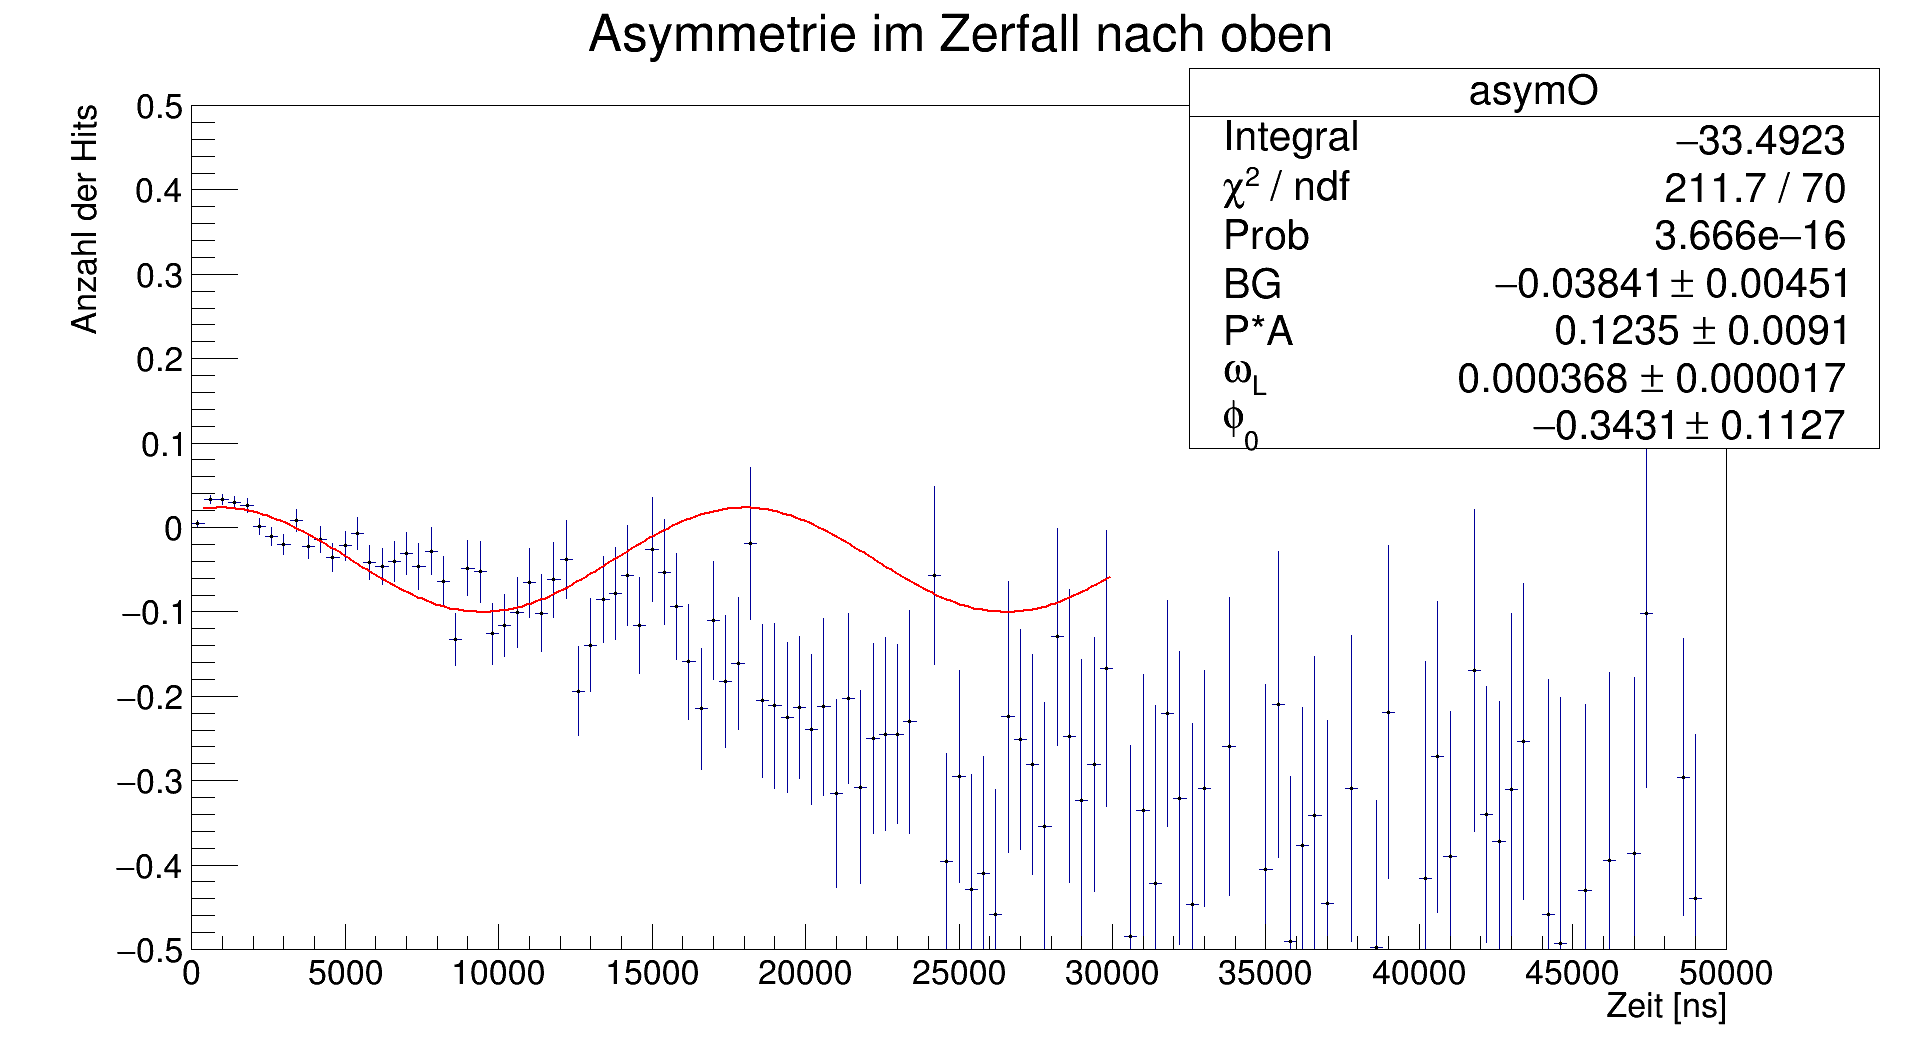 Asymmetrie im Zerfall nach oben
asymO
Integral −33.4923
χ² / ndf 211.7 / 70
Prob 3.666e−16
BG −0.03841 ± 0.00451
P*A 0.1235 ± 0.0091
ω_L 0.000368 ± 0.000017
ϕ_0 −0.3431 ± 0.1127
Anzahl der Hits
0.5
0.4
0.3
0.2
0.1
0
−0.1
−0.2
−0.3
−0.4
−0.5
0 5000 10000 15000 20000 25000 30000 35000 40000 45000 50000
Zeit [ns]